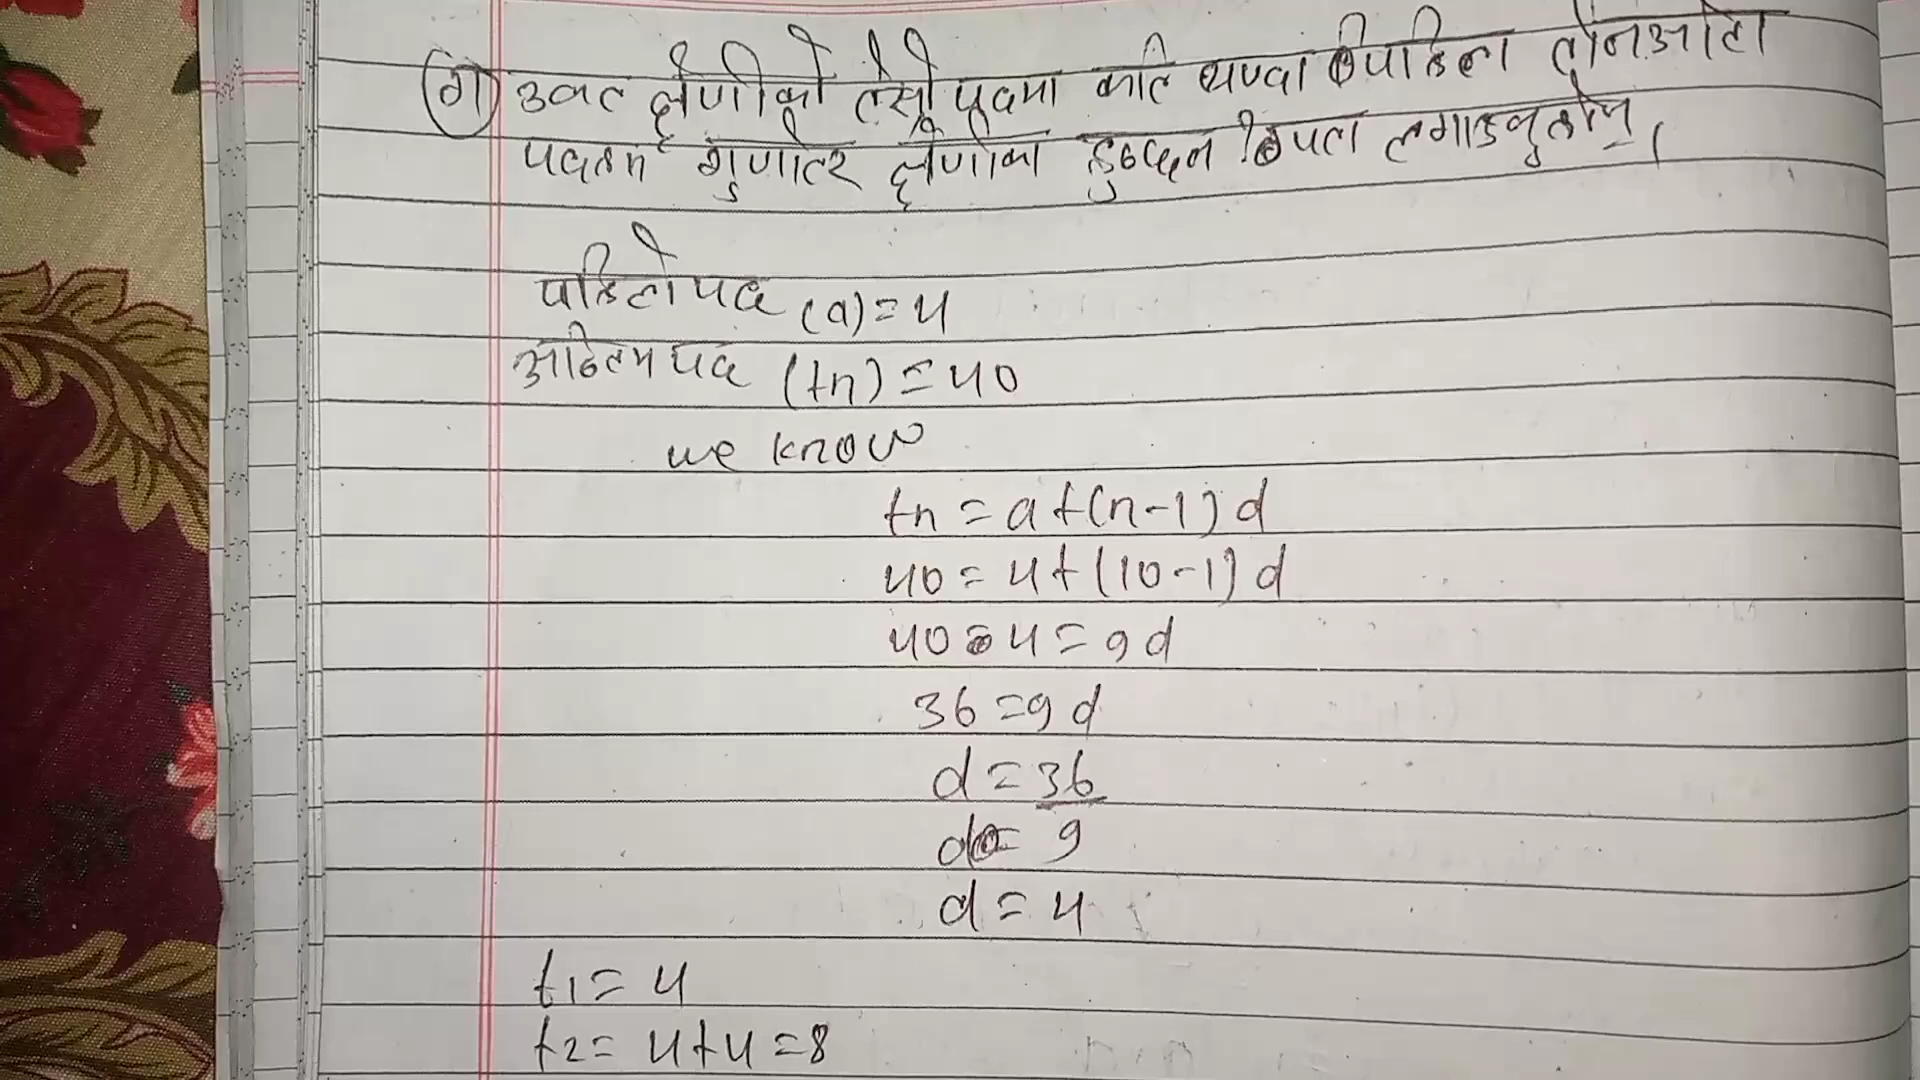 (ग) उक्त श्रेणीको तेस्रो पदमा कति थप्दा पहिला तीनओटा
पदहरू गुणोत्तर श्रेणीका हुन्छन् पत्ता लगाउनुहोस् ।
पहिलो पद (a) = 4
अन्तिम पद (tn) = 40
we know
tn = a + (n-1) d
40 = 4 + (10-1) d
40 - 4 = 9d
36 = 9d
d = 36
d = 9
d = 4
t1 = 4
t2 = 4+4 = 8